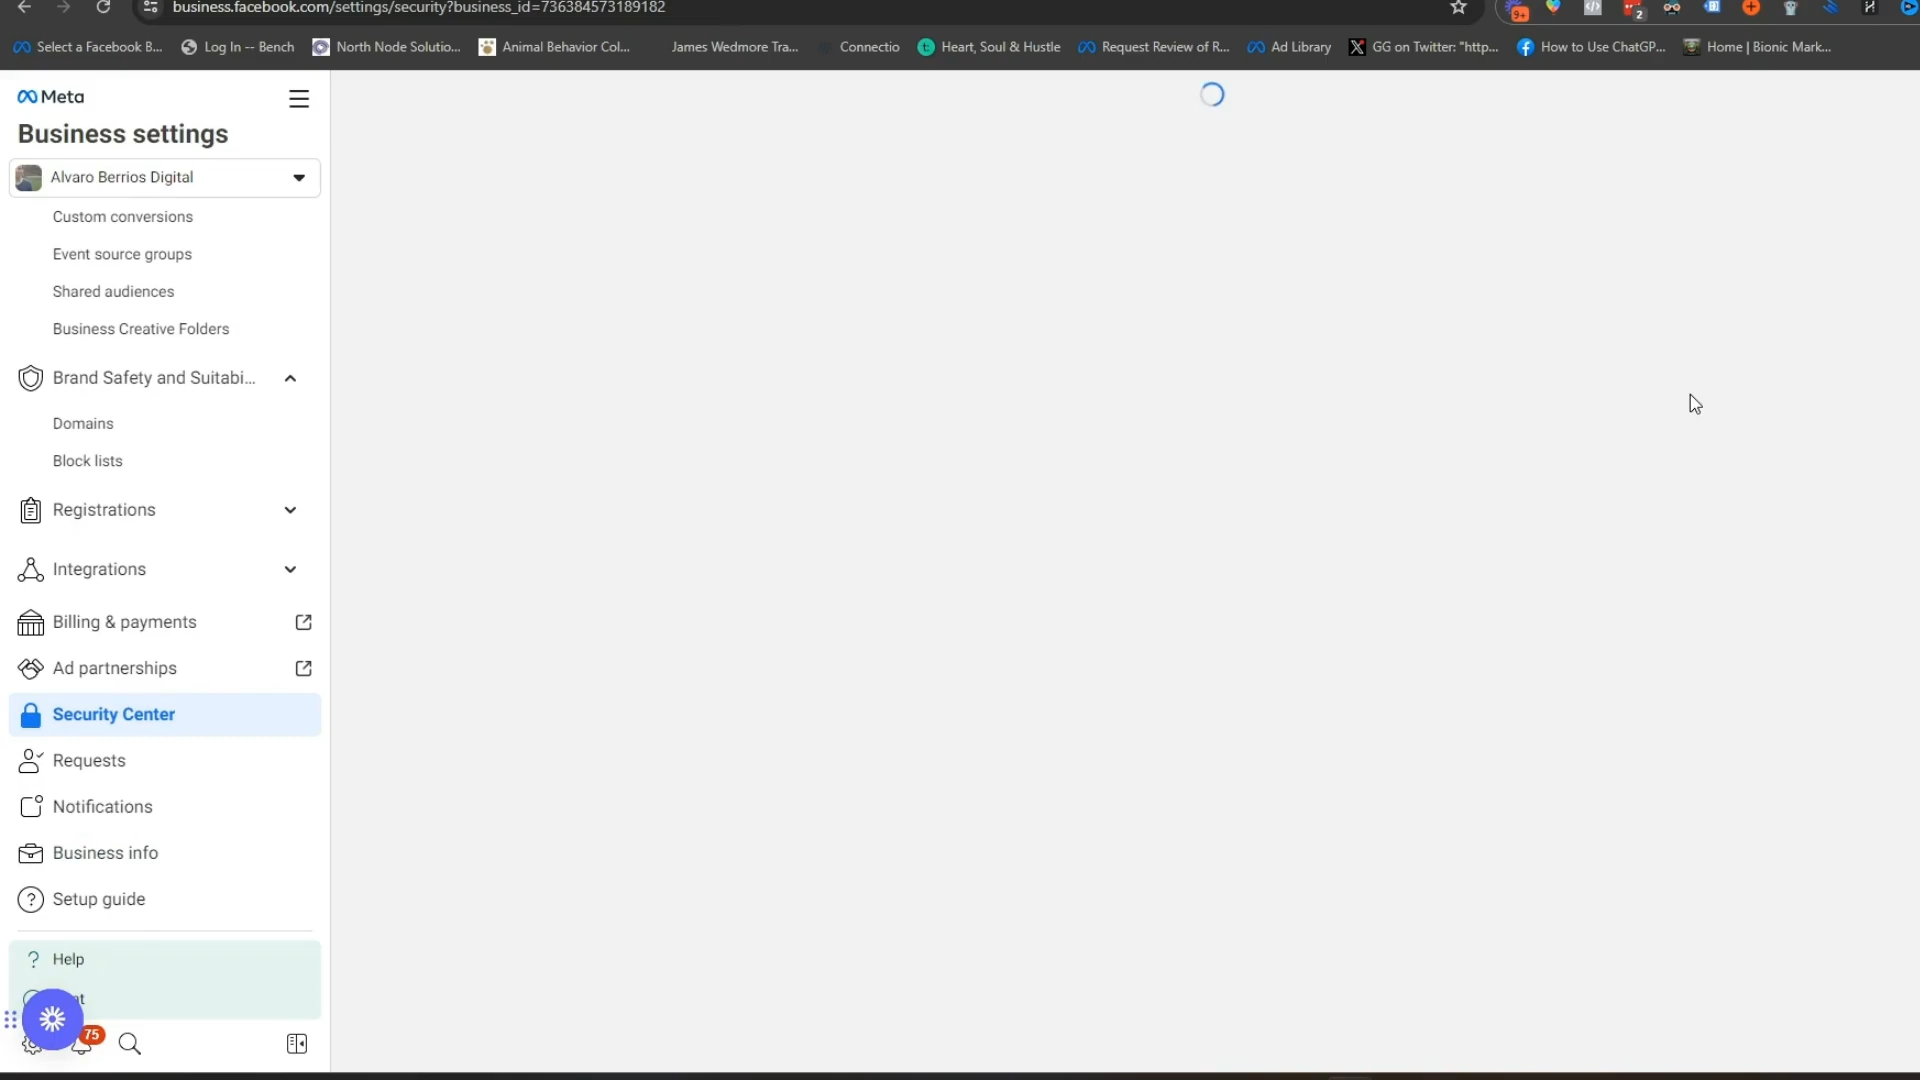 business.facebook.com/settings/security?business_id=736384573189182
9+
2
Select a Facebook B...
Log In -- Bench
North Node Solutio...
Animal Behavior Col...
James Wedmore Tra...
Connectio
Heart, Soul & Hustle
Request Review of R...
Ad Library
GG on Twitter: "http...
How to Use ChatGP...
Home | Bionic Mark...
Meta
Business settings
Alvaro Berrios Digital
Custom conversions
Event source groups
Shared audiences
Business Creative Folders
Brand Safety and Suitabi...
Domains
Block lists
Registrations
Integrations
Billing & payments
Ad partnerships
Security Center
Requests
Notifications
Business info
Setup guide
Help
75